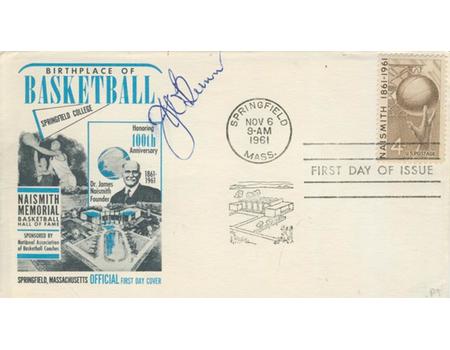 BIRTHPLACE OF
BASKETBALL
SPRINGFIELD COLLEGE
Honoring
100th
Anniversary
1861-
1961
Dr. James
Naismith
Founder
NAISMITH
MEMORIAL
BASKETBALL
HALL OF FAME
SPONSORED BY
National Association
of Basketball Coaches
SPRINGFIELD, MASSACHUSETTS OFFICIAL FIRST DAY COVER
SPRINGFIELD
NOV 6
9-AM
1961
MASS.
NAISMITH 1861-1961
4c
U.S. POSTAGE
FIRST DAY OF ISSUE